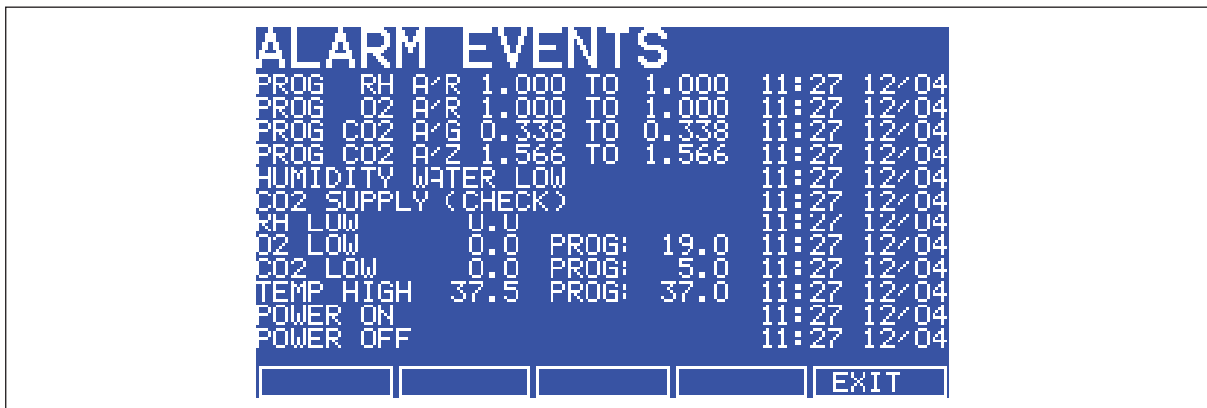 ALARM EVENTS
PROG RH A/R 1.000 TO 1.000 11:27 12/04
PROG O2 A/R 1.000 TO 1.000 11:27 12/04
PROG CO2 A/G 0.338 TO 0.338 11:27 12/04
PROG CO2 A/Z 1.566 TO 1.566 11:27 12/04
HUMIDITY WATER LOW 11:27 12/04
CO2 SUPPLY (CHECK) 11:27 12/04
RH LOW 0.0 11:27 12/04
O2 LOW 0.0 PROG: 19.0 11:27 12/04
CO2 LOW 0.0 PROG: 5.0 11:27 12/04
TEMP HIGH 37.5 PROG: 37.0 11:27 12/04
POWER ON 11:27 12/04
POWER OFF 11:27 12/04
EXIT